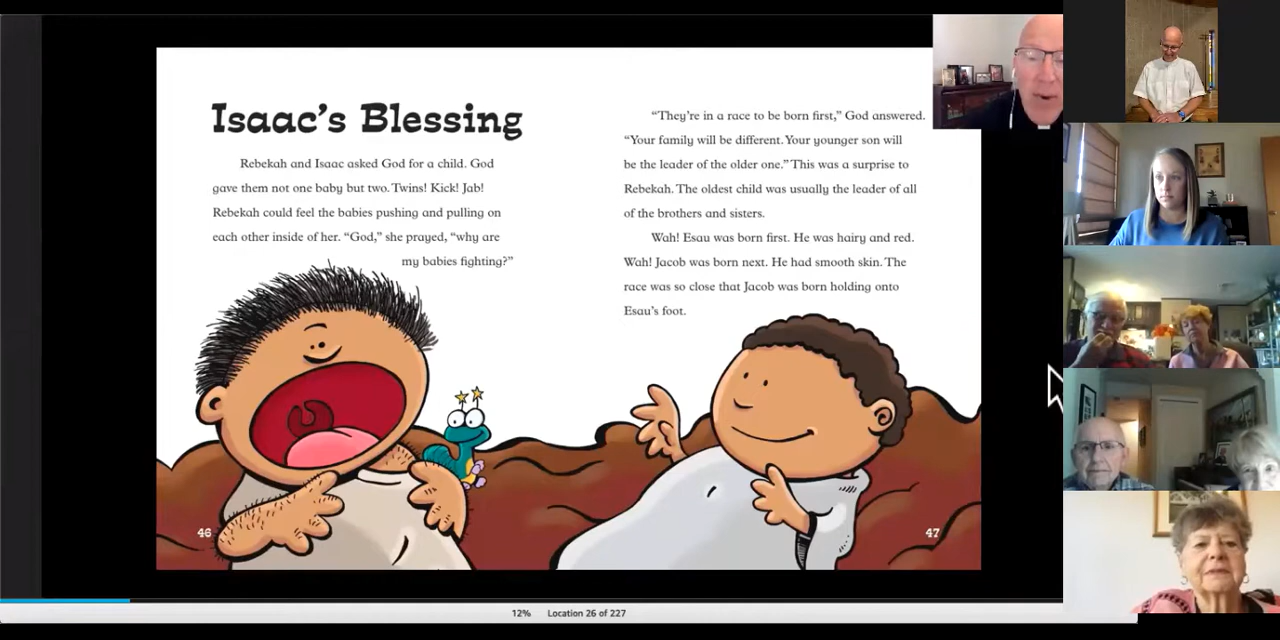 Isaac's Blessing
Rebekah and Isaac asked God for a child. God
gave them not one baby but two. Twins! Kick! Jab!
Rebekah could feel the babies pushing and pulling on
each other inside of her. “God,” she prayed, “why are
my babies fighting?”
46
“They're in a race to be born first,” God answered.
“Your family will be different. Your younger son will
be the leader of the older one.” This was a surprise to
Rebekah. The oldest child was usually the leader of all
of the brothers and sisters.
Wah! Esau was born first. He was hairy and red.
Wah! Jacob was born next. He had smooth skin. The
race was so close that Jacob was born holding onto
Esau's foot.
47
12% Location 26 of 227